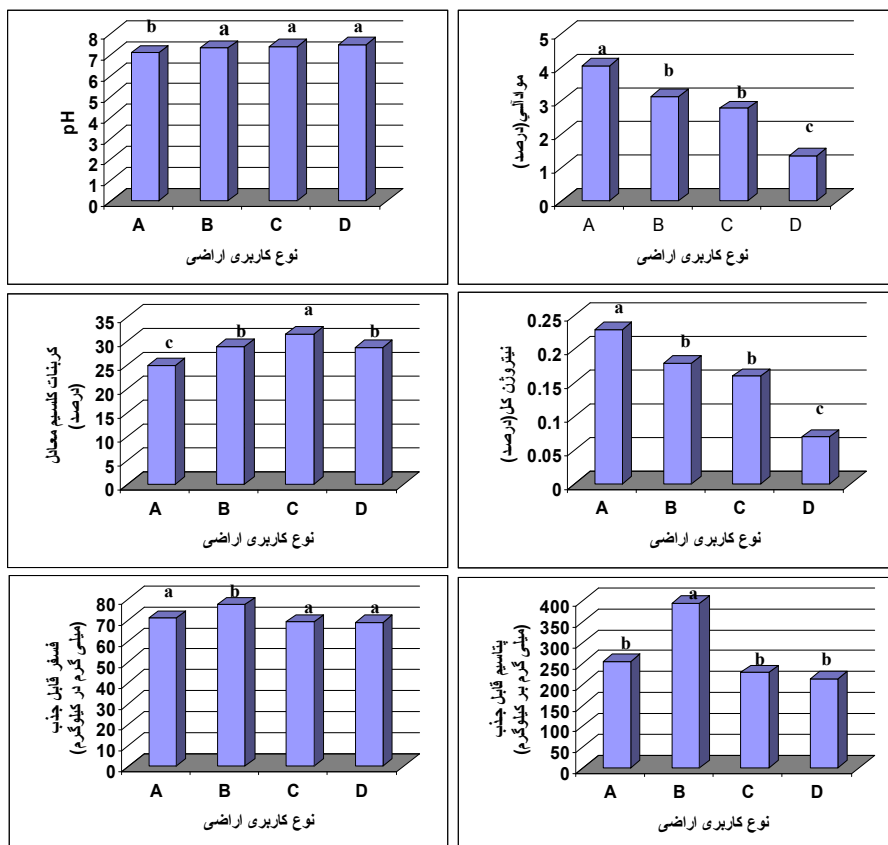 b a a a
8
7
6
5
4
3
2
1
0
pH
A B C D
نوع کاربری اراضی
a b b c
5
4
3
2
1
0
مواد آلي(درصد)
A B C D
نوع کاربری اراضی
c b a b
35
30
25
20
15
10
5
0
کربنات کلسیم معادل
(درصد)
A B C D
نوع کاربری اراضی
a b b c
0.25
0.2
0.15
0.1
0.05
0
نیتروژن کل(درصد)
A B C D
نوع کاربری اراضی
a b a a
80
70
60
50
40
30
20
10
0
فسفر قابل جذب
(میلی گرم در کیلوگرم)
A B C D
نوع کاربری اراضی
b a b b
400
350
300
250
200
150
100
50
0
پتاسیم قابل جذب
(میلی گرم بر کیلوگرم)
A B C D
نوع کاربری اراضی